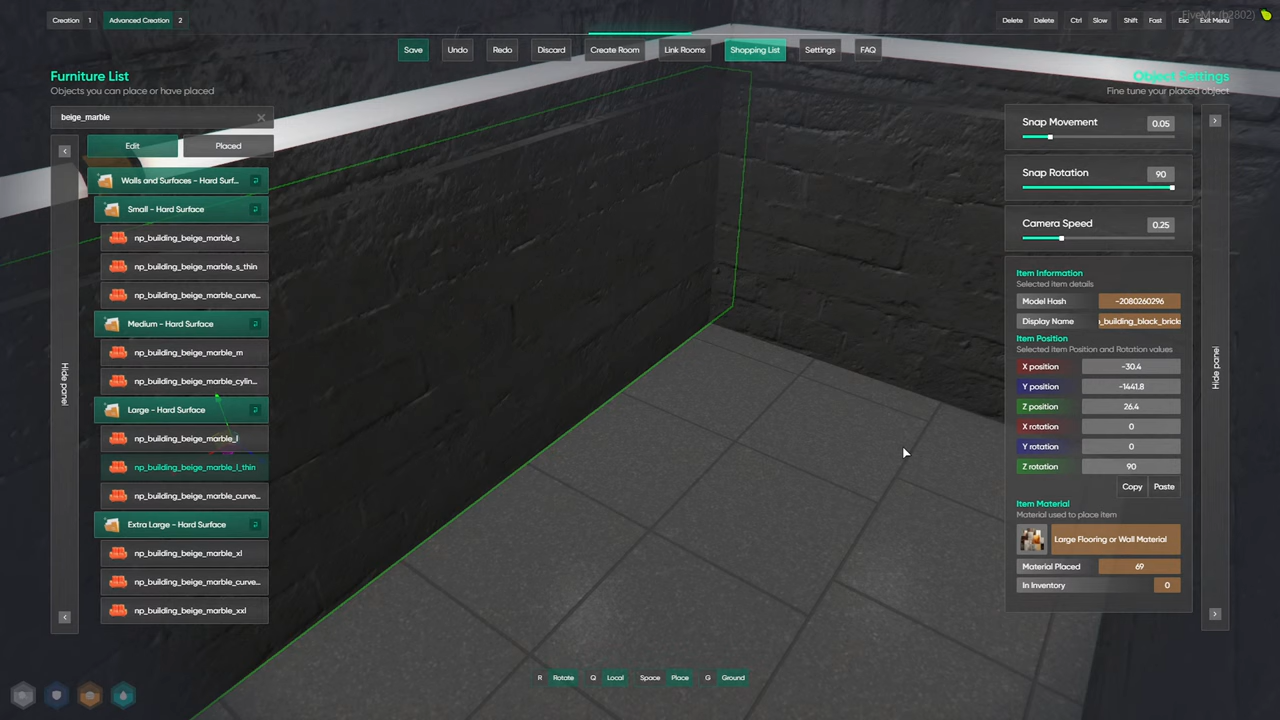 Creation 1 Advanced Creation 2
Delete Delete Ctrl Slow Shift Fast Esc Exit Menu
FiveM* (b2802)
Save Undo Redo Discard Create Room Link Rooms Shopping List Settings FAQ
Furniture List
Objects you can place or have placed
beige_marble
Edit Placed
Hide panel
Walls and Surfaces - Hard Surf...
Small - Hard Surface
np_building_beige_marble_s
np_building_beige_marble_s_thin
np_building_beige_marble_curve...
Medium - Hard Surface
np_building_beige_marble_m
np_building_beige_marble_cylin...
Large - Hard Surface
np_building_beige_marble_l
np_building_beige_marble_l_thin
np_building_beige_marble_curve...
Extra Large - Hard Surface
np_building_beige_marble_xl
np_building_beige_marble_curve...
np_building_beige_marble_xxl
Object Settings
Fine tune your placed object
Snap Movement 0.05
Snap Rotation 90
Camera Speed 0.25
Item Information
Selected item details
Model Hash -2080260296
Display Name _building_black_bricks
Item Position
Selected Item Position and Rotation values
X position -30.4
Y position -1441.8
Z position 26.4
X rotation 0
Y rotation 0
Z rotation 90
Copy Paste
Item Material
Material used to place item
Large Flooring or Wall Material
Material Placed 69
In Inventory 0
Hide panel
R Rotate Q Local Space Place G Ground